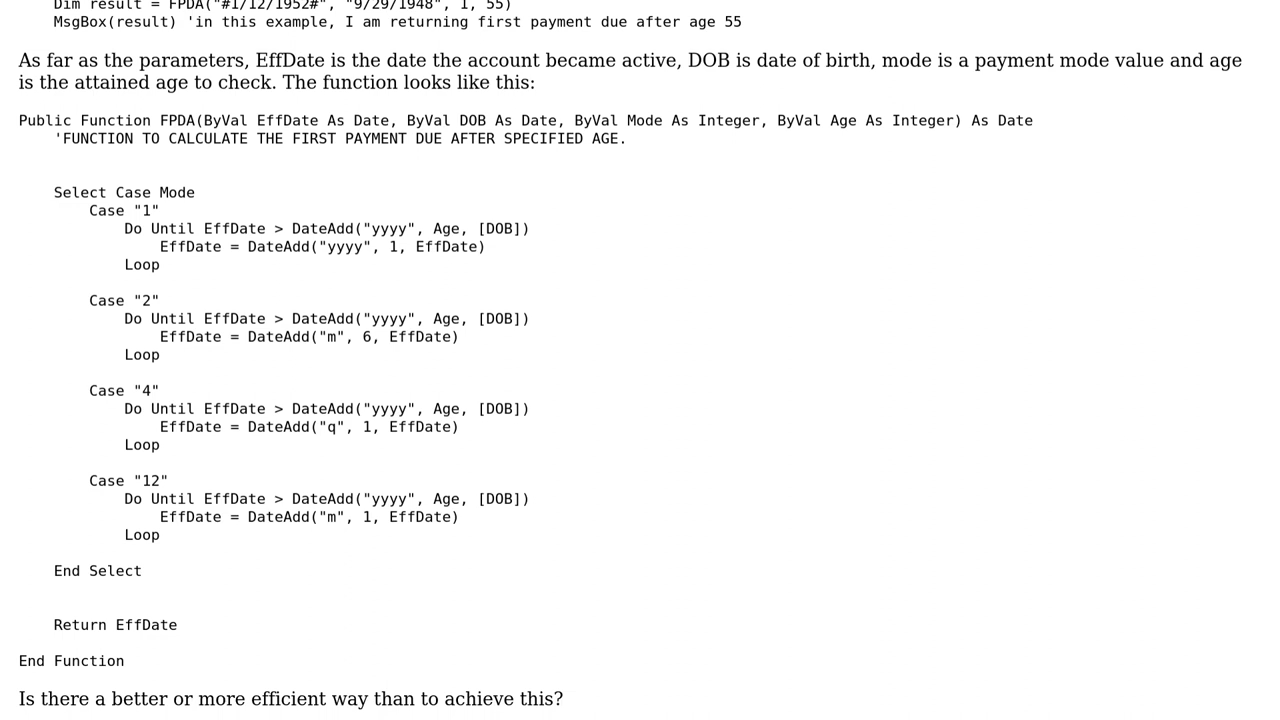 Dim result = FPDA("#1/12/1952#", "9/29/1948", 1, 55)
MsgBox(result) 'in this example, I am returning first payment due after age 55
As far as the parameters, EffDate is the date the account became active, DOB is date of birth, mode is a payment mode value and age
is the attained age to check. The function looks like this:
Public Function FPDA(ByVal EffDate As Date, ByVal DOB As Date, ByVal Mode As Integer, ByVal Age As Integer) As Date
'FUNCTION TO CALCULATE THE FIRST PAYMENT DUE AFTER SPECIFIED AGE.
Select Case Mode
Case "1"
Do Until EffDate > DateAdd("yyyy", Age, [DOB])
EffDate = DateAdd("yyyy", 1, EffDate)
Loop
Case "2"
Do Until EffDate > DateAdd("yyyy", Age, [DOB])
EffDate = DateAdd("m", 6, EffDate)
Loop
Case "4"
Do Until EffDate > DateAdd("yyyy", Age, [DOB])
EffDate = DateAdd("q", 1, EffDate)
Loop
Case "12"
Do Until EffDate > DateAdd("yyyy", Age, [DOB])
EffDate = DateAdd("m", 1, EffDate)
Loop
End Select
Return EffDate
End Function
Is there a better or more efficient way than to achieve this?